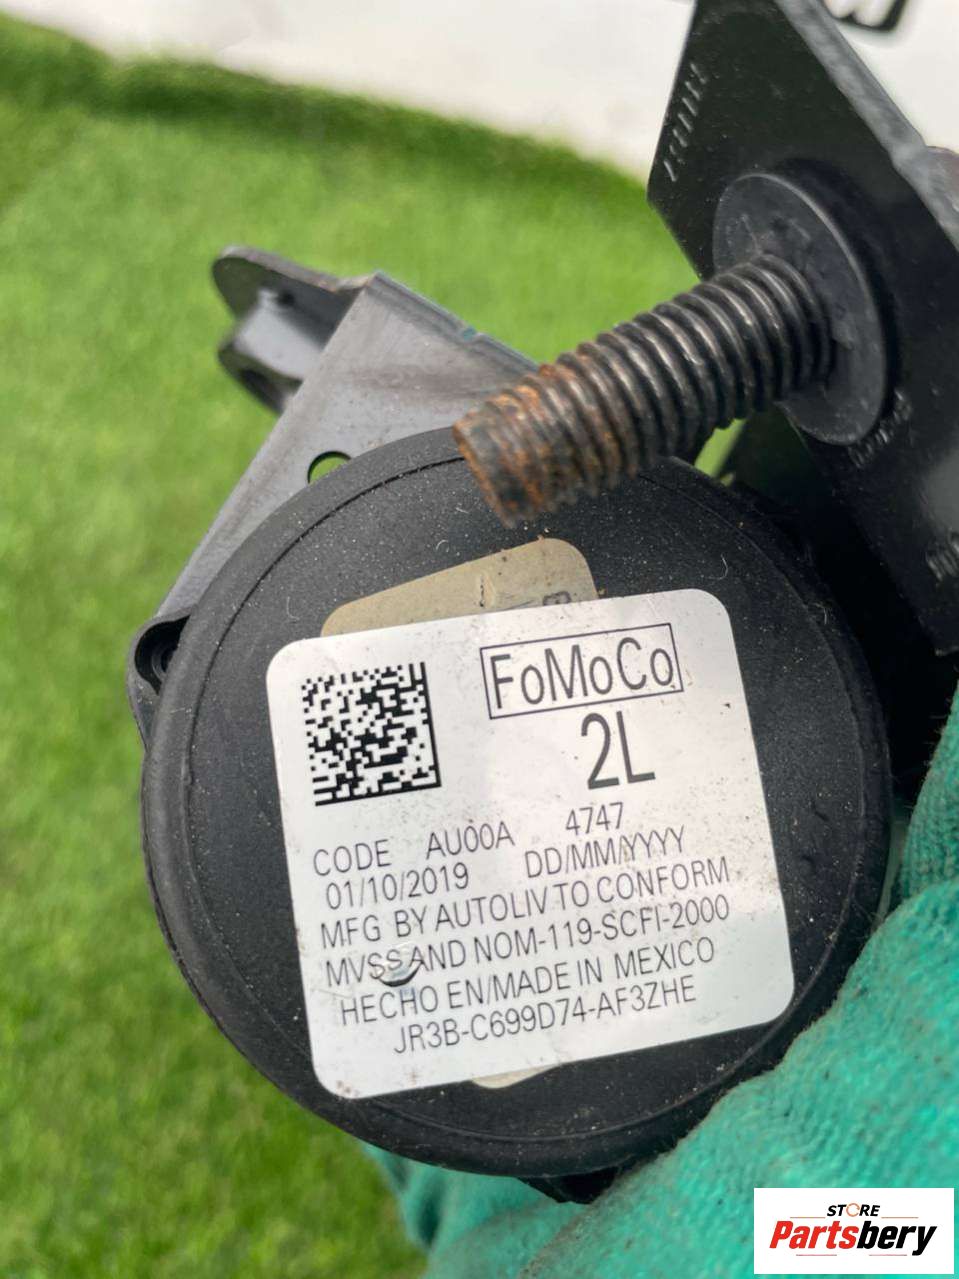 FoMoCo
2L
CODE AU00A 4747
01/10/2019 DD/MM/YYYY
MFG BY AUTOLIV TO CONFORM
MVSS AND NOM-119-SCFI-2000
HECHO EN/MADE IN MEXICO
JR3B-C699D74-AF3ZHE
STORE
Partsbery